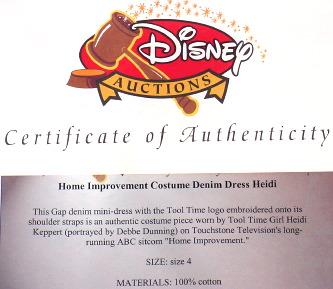 Disney
AUCTIONS
Certificate of Authenticity
Home Improvement Costume Denim Dress Heidi
This Gap denim mini-dress with the Tool Time logo embroidered onto its
shoulder straps is an authentic costume piece worn by Tool Time Girl Heidi
Keppert (portrayed by Debbe Dunning) on Touchstone Television's long-
running ABC sitcom "Home Improvement."
SIZE: size 4
MATERIALS: 100% cotton